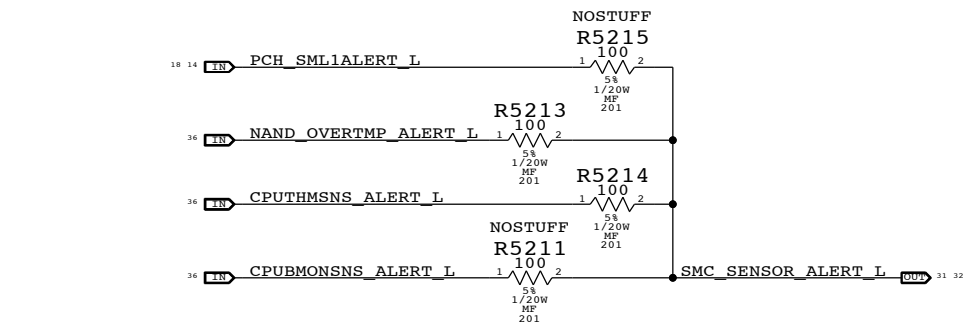 NOSTUFF
R5215
100
18 14 IN PCH_SML1ALERT_L 1 2
5%
1/20W
MF
201
R5213
100
36 IN NAND_OVERTMP_ALERT_L 1 2
5%
1/20W
MF
201
R5214
100
36 IN CPUTHMSNS_ALERT_L 1 2
5%
1/20W
MF
201
NOSTUFF
R5211
100
36 IN CPUBMONSNS_ALERT_L 1 2 SMC_SENSOR_ALERT_L OUT 31 32
5%
1/20W
MF
201